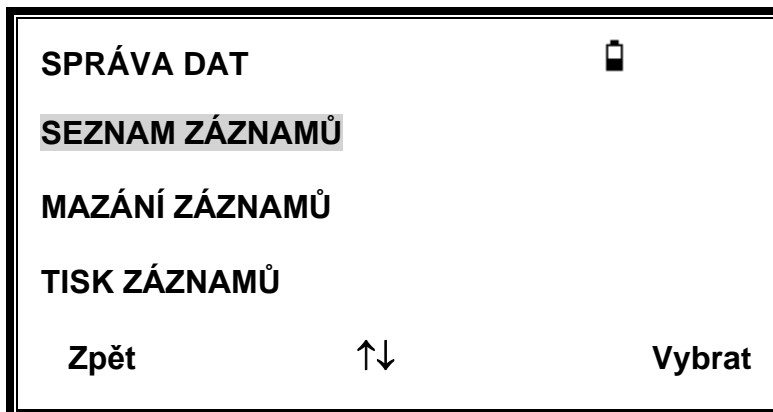 SPRÁVA DAT
SEZNAM ZÁZNAMŮ
MAZÁNÍ ZÁZNAMŮ
TISK ZÁZNAMŮ
Zpět ↑↓ Vybrat